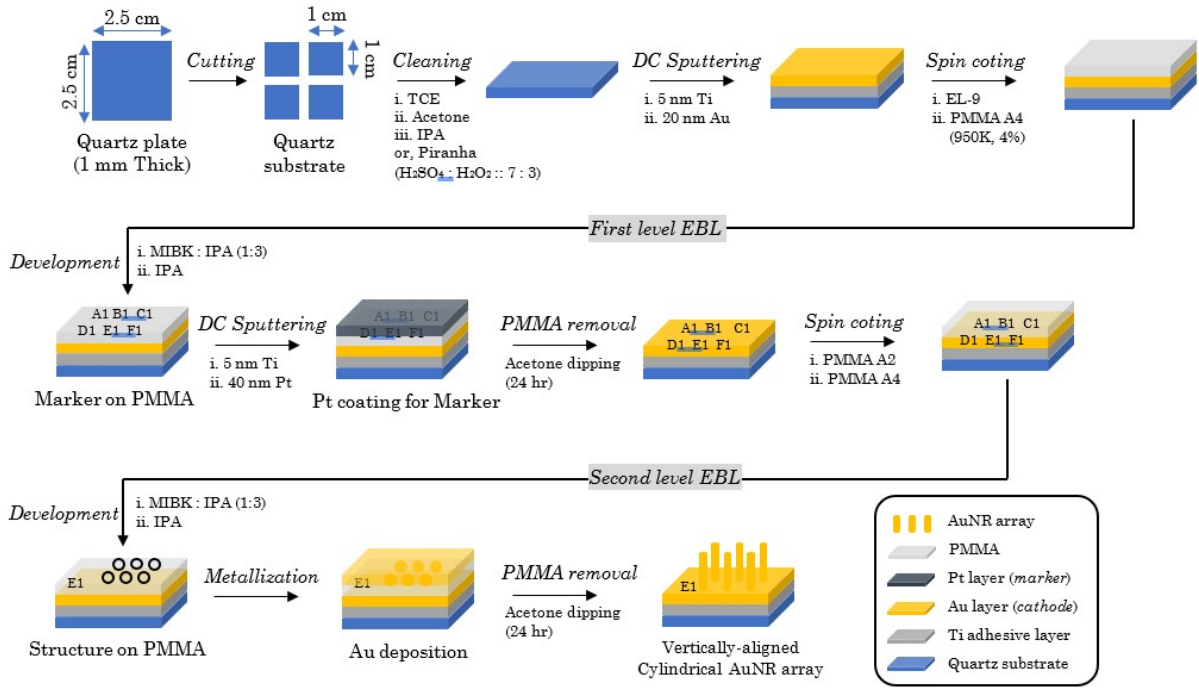 2.5 cm
2.5 cm
Quartz plate
(1 mm Thick)
Cutting
1 cm
1 cm
Quartz
substrate
Cleaning
i. TCE
ii. Acetone
iii. IPA
or, Piranha
(H₂SO₄ : H₂O₂ :: 7 : 3)
DC Sputtering
i. 5 nm Ti
ii. 20 nm Au
Spin coting
i. EL-9
ii. PMMA A4
(950K, 4%)
First level EBL
Development
i. MIBK : IPA (1:3)
ii. IPA
A1 B1 C1
D1 E1 F1
Marker on PMMA
DC Sputtering
i. 5 nm Ti
ii. 40 nm Pt
A1 B1 C1
D1 E1 F1
Pt coating for Marker
PMMA removal
Acetone dipping
(24 hr)
A1 B1 C1
D1 E1 F1
Spin coting
i. PMMA A2
ii. PMMA A4
A1 B1 C1
D1 E1 F1
Second level EBL
Development
i. MIBK : IPA (1:3)
ii. IPA
E1
Structure on PMMA
Metallization
E1
Au deposition
PMMA removal
Acetone dipping
(24 hr)
E1
Vertically-aligned
Cylindrical AuNR array
AuNR array
PMMA
Pt layer (marker)
Au layer (cathode)
Ti adhesive layer
Quartz substrate